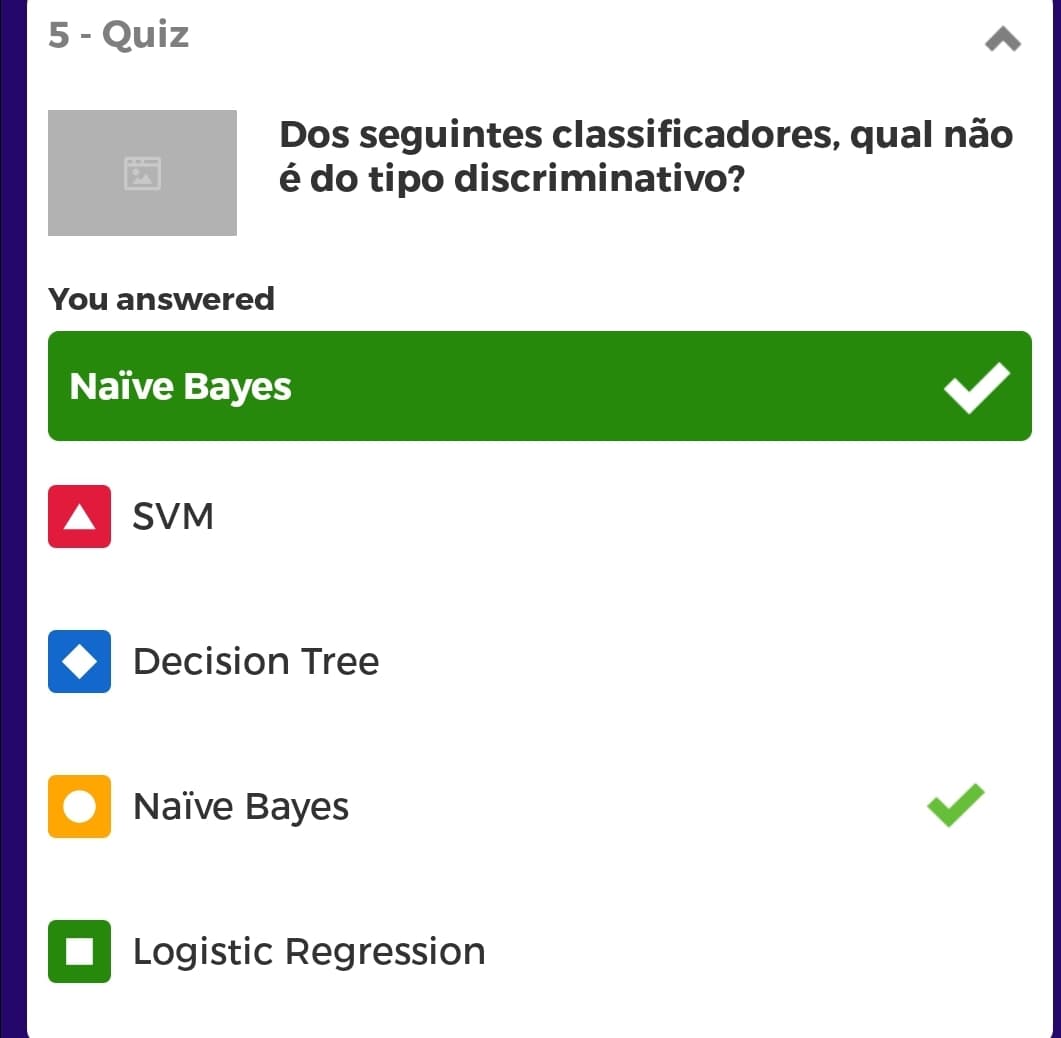 5 - Quiz
Dos seguintes classificadores, qual não
é do tipo discriminativo?
You answered
Naïve Bayes
SVM
Decision Tree
Naïve Bayes
Logistic Regression